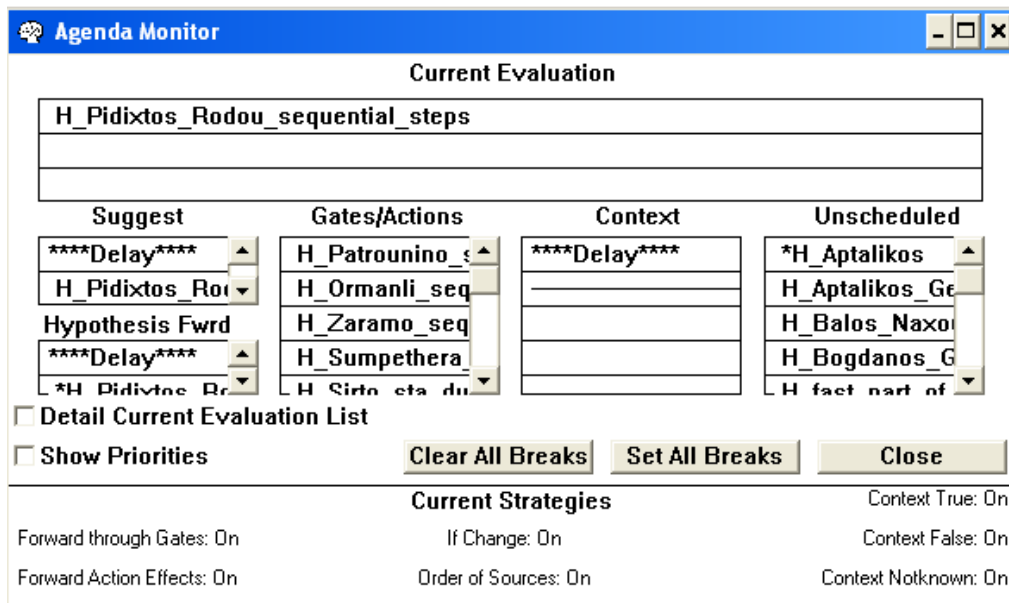 Agenda Monitor
Current Evaluation
H_Pidixtos_Rodou_sequential_steps
Suggest
****Delay****
H_Pidixtos_Ro
Hypothesis Fwrd
****Delay****
*H_Pidixtos_Ro
Gates/Actions
H_Patrounino_s
H_Ormanli_seq
H_Zaramo_seq
H_Sumpethera_
H_Sirto_sta_du
Context
****Delay****
Unscheduled
*H_Aptalikos
H_Aptalikos_Ge
H_Balos_Naxo
H_Bogdanos_G
H_fast_part_of
Detail Current Evaluation List
Show Priorities
Clear All Breaks
Set All Breaks
Close
Current Strategies
Context True: On
Forward through Gates: On
If Change: On
Context False: On
Forward Action Effects: On
Order of Sources: On
Context Notknown: On